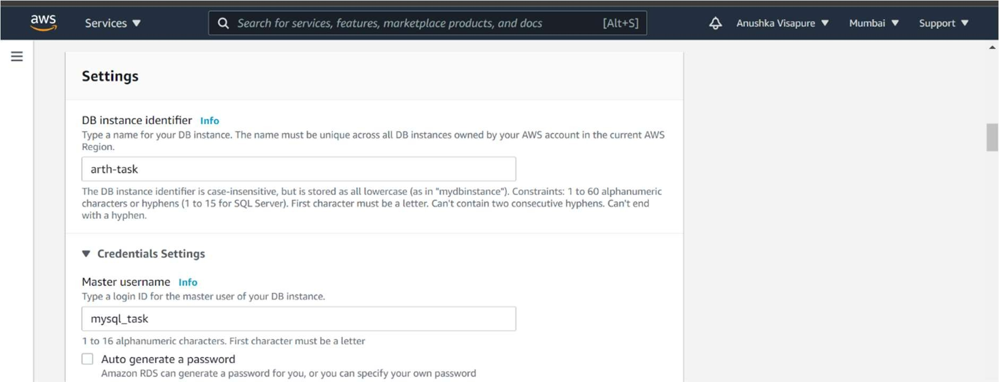 aws Services Search for services, features, marketplace products, and docs [Alt+S] Anushka Visapure Mumbai Support
Settings
DB instance identifier Info
Type a name for your DB instance. The name must be unique across all DB instances owned by your AWS account in the current AWS
Region.
arth-task
The DB instance identifier is case-insensitive, but is stored as all lowercase (as in "mydbinstance"). Constraints: 1 to 60 alphanumeric
characters or hyphens (1 to 15 for SQL Server). First character must be a letter. Can't contain two consecutive hyphens. Can't end
with a hyphen.
Credentials Settings
Master username Info
Type a login ID for the master user of your DB instance.
mysql_task
1 to 16 alphanumeric characters. First character must be a letter
Auto generate a password
Amazon RDS can generate a password for you, or you can specify your own password